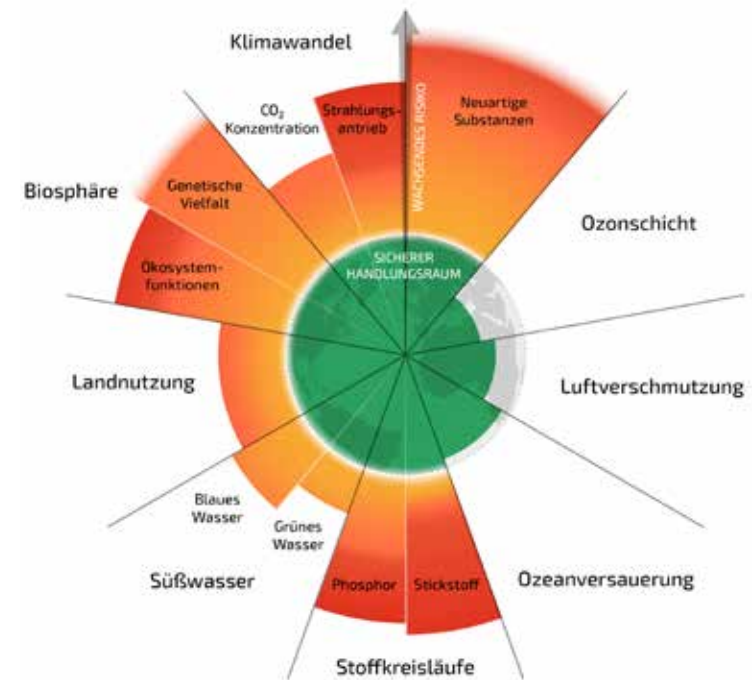 Klimawandel
CO₂
Konzentration
Strahlungs-
antrieb
WACHSENDES RISIKO
Neuartige
Substanzen
Biosphäre
Genetische
Vielfalt
Ökosystem-
funktionen
Ozonschicht
SICHERER
HANDLUNGSRAUM
Landnutzung
Luftverschmutzung
Blaues
Wasser
Grünes
Wasser
Süßwasser
Phosphor
Stickstoff
Ozeanversauerung
Stoffkreisläufe